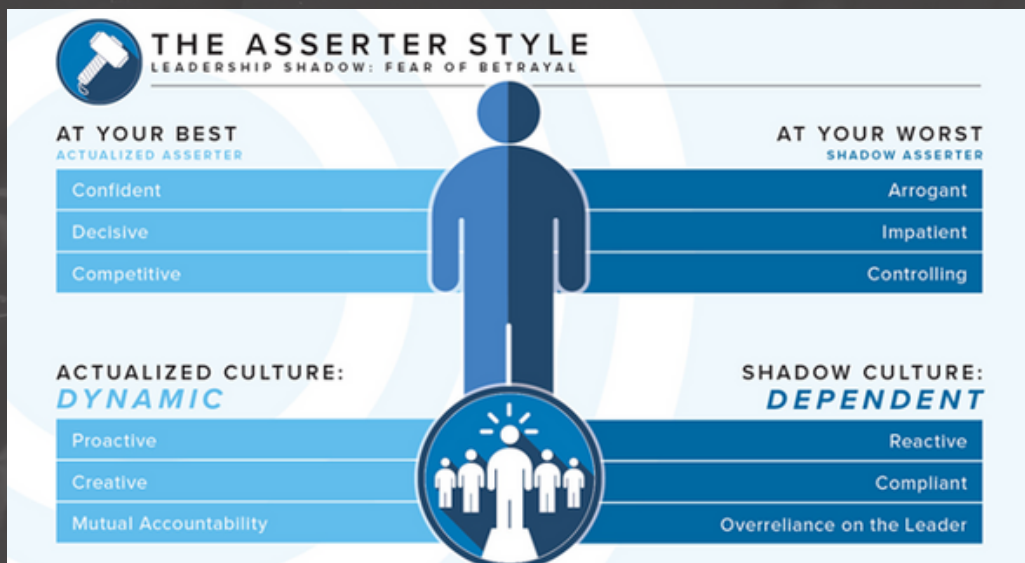 THE ASSERTER STYLE
LEADERSHIP SHADOW: FEAR OF BETRAYAL
AT YOUR BEST
ACTUALIZED ASSERTER
Confident
Decisive
Competitive
AT YOUR WORST
SHADOW ASSERTER
Arrogant
Impatient
Controlling
ACTUALIZED CULTURE:
DYNAMIC
Proactive
Creative
Mutual Accountability
SHADOW CULTURE:
DEPENDENT
Reactive
Compliant
Overreliance on the Leader